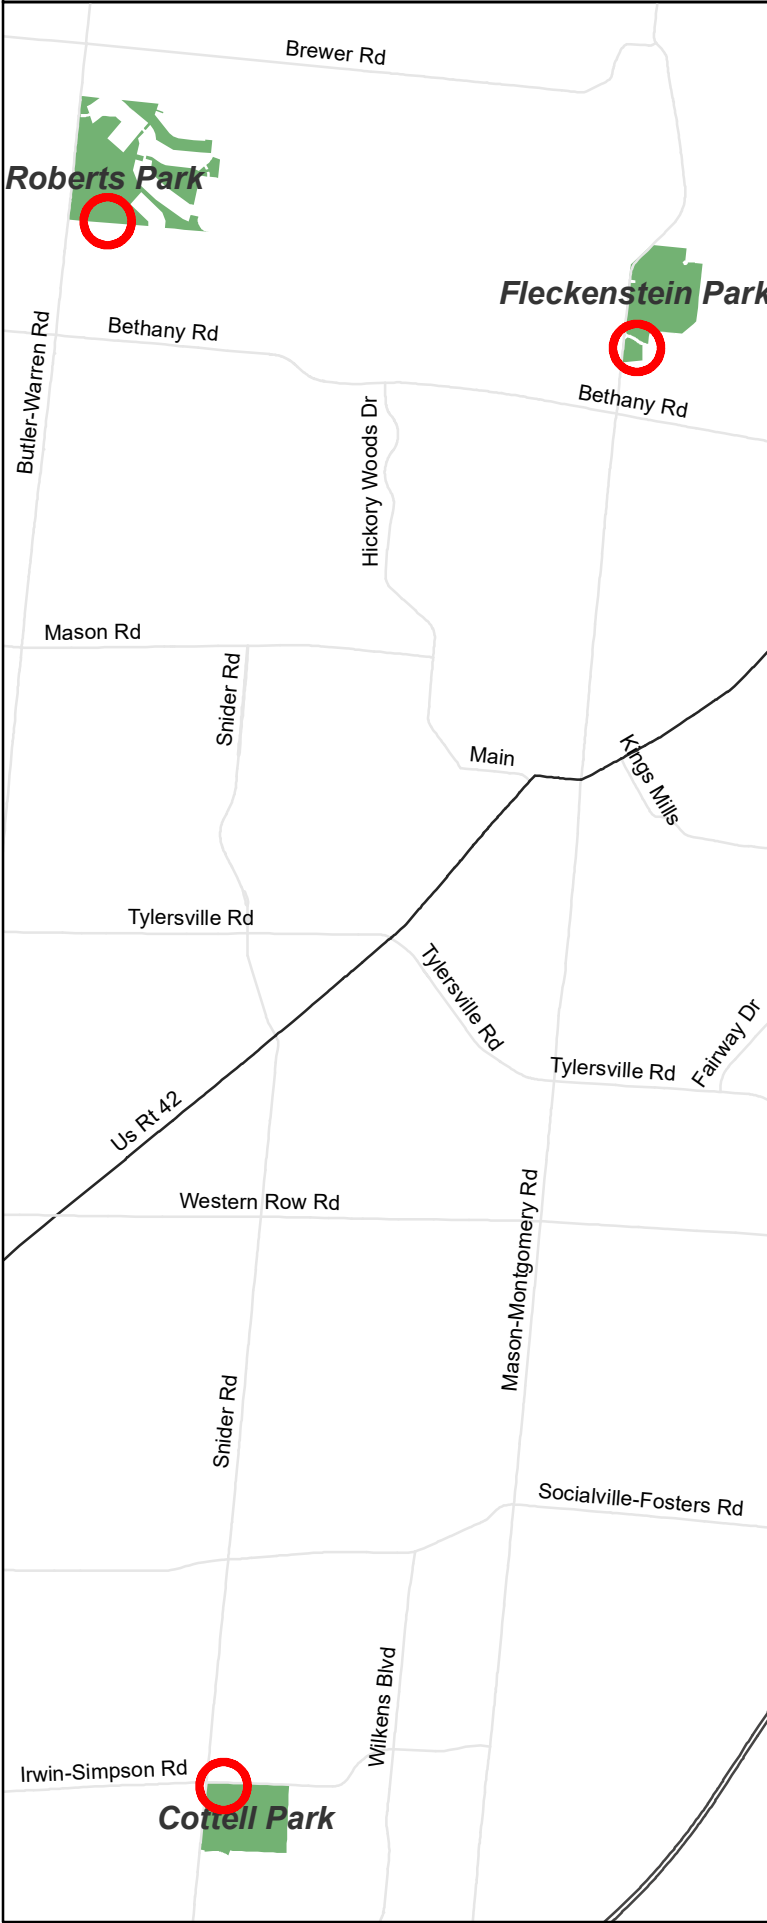 Brewer Rd
Roberts Park
Fleckenstein Park
Bethany Rd
Butler-Warren Rd
Bethany Rd
Hickory Woods Dr
Mason Rd
Snider Rd
Main
Kings Mills
Tylersville Rd
Tylersville Rd
Fairway Dr
Tylersville Rd
Us Rt 42
Western Row Rd
Mason-Montgomery Rd
Snider Rd
Socialville-Fosters Rd
Wilkens Blvd
Irwin-Simpson Rd
Cottell Park